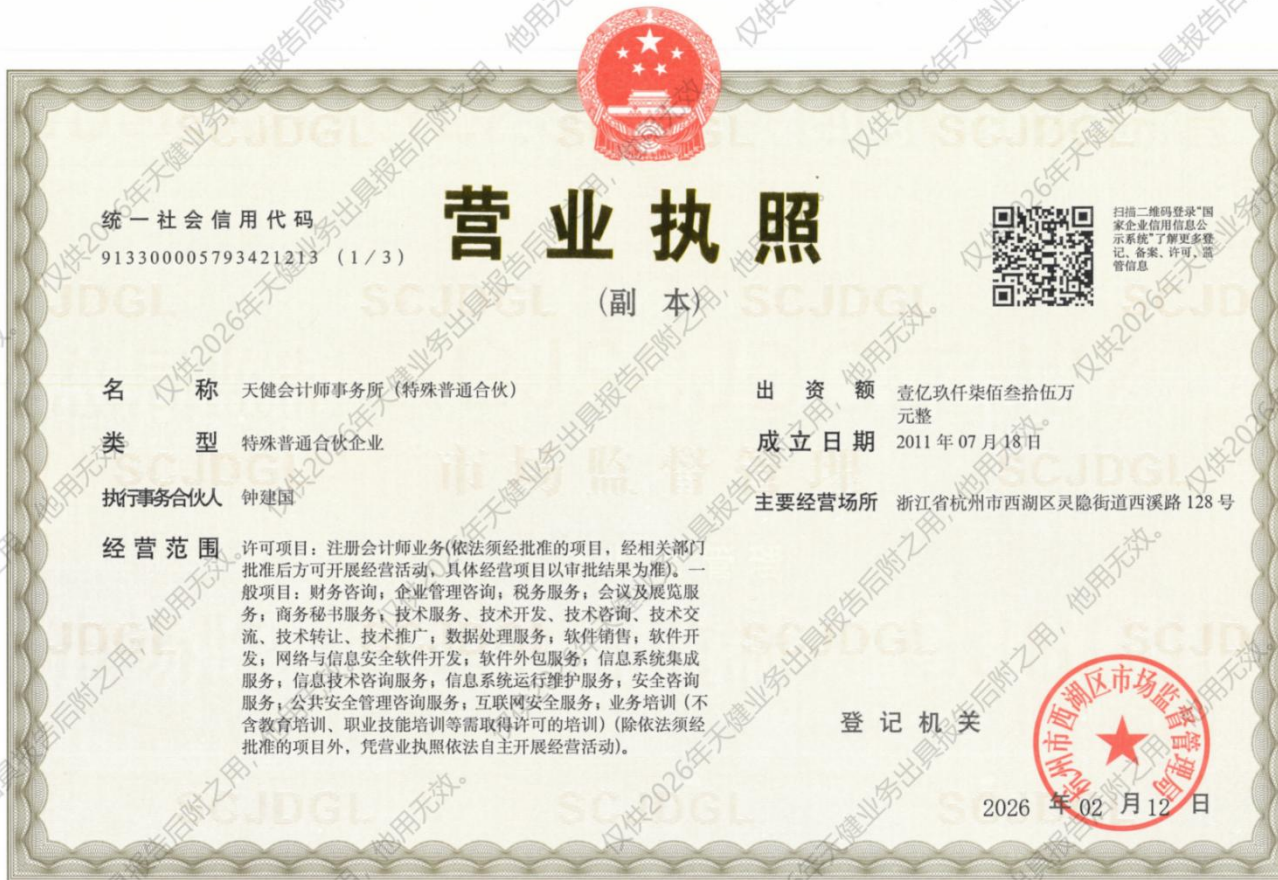 营业执照
（副 本）
统一社会信用代码
913300005793421213 （1/3）
扫描二维码登录“国
家企业信用信息公
示系统”了解更多登
记、备案、许可、监
管信息
名 称 天健会计师事务所（特殊普通合伙）
类 型 特殊普通合伙企业
执行事务合伙人 钟建国
经营范围 许可项目：注册会计师业务(依法须经批准的项目，经相关部门
批准后方可开展经营活动，具体经营项目以审批结果为准)。一
般项目：财务咨询；企业管理咨询；税务服务；会议及展览服
务；商务秘书服务；技术服务、技术开发、技术咨询、技术交
流、技术转让、技术推广；数据处理服务；软件销售；软件开
发；网络与信息安全软件开发；软件外包服务；信息系统集成
服务；信息技术咨询服务；信息系统运行维护服务；安全咨询
服务；公共安全管理咨询服务；互联网安全服务；业务培训（不
含教育培训、职业技能培训等需取得许可的培训）(除依法须经
批准的项目外，凭营业执照依法自主开展经营活动)。
出 资 额 壹亿玖仟柒佰叁拾伍万
元整
成立日期 2011 年 07 月 18 日
主要经营场所 浙江省杭州市西湖区灵隐街道西溪路 128 号
登记机关
杭州市西湖区市场监督管理局
2026 年 02 月 12 日
仅供2026年天健业务出具报告后附之用，他用无效。
SCJDGL
市场监督管理